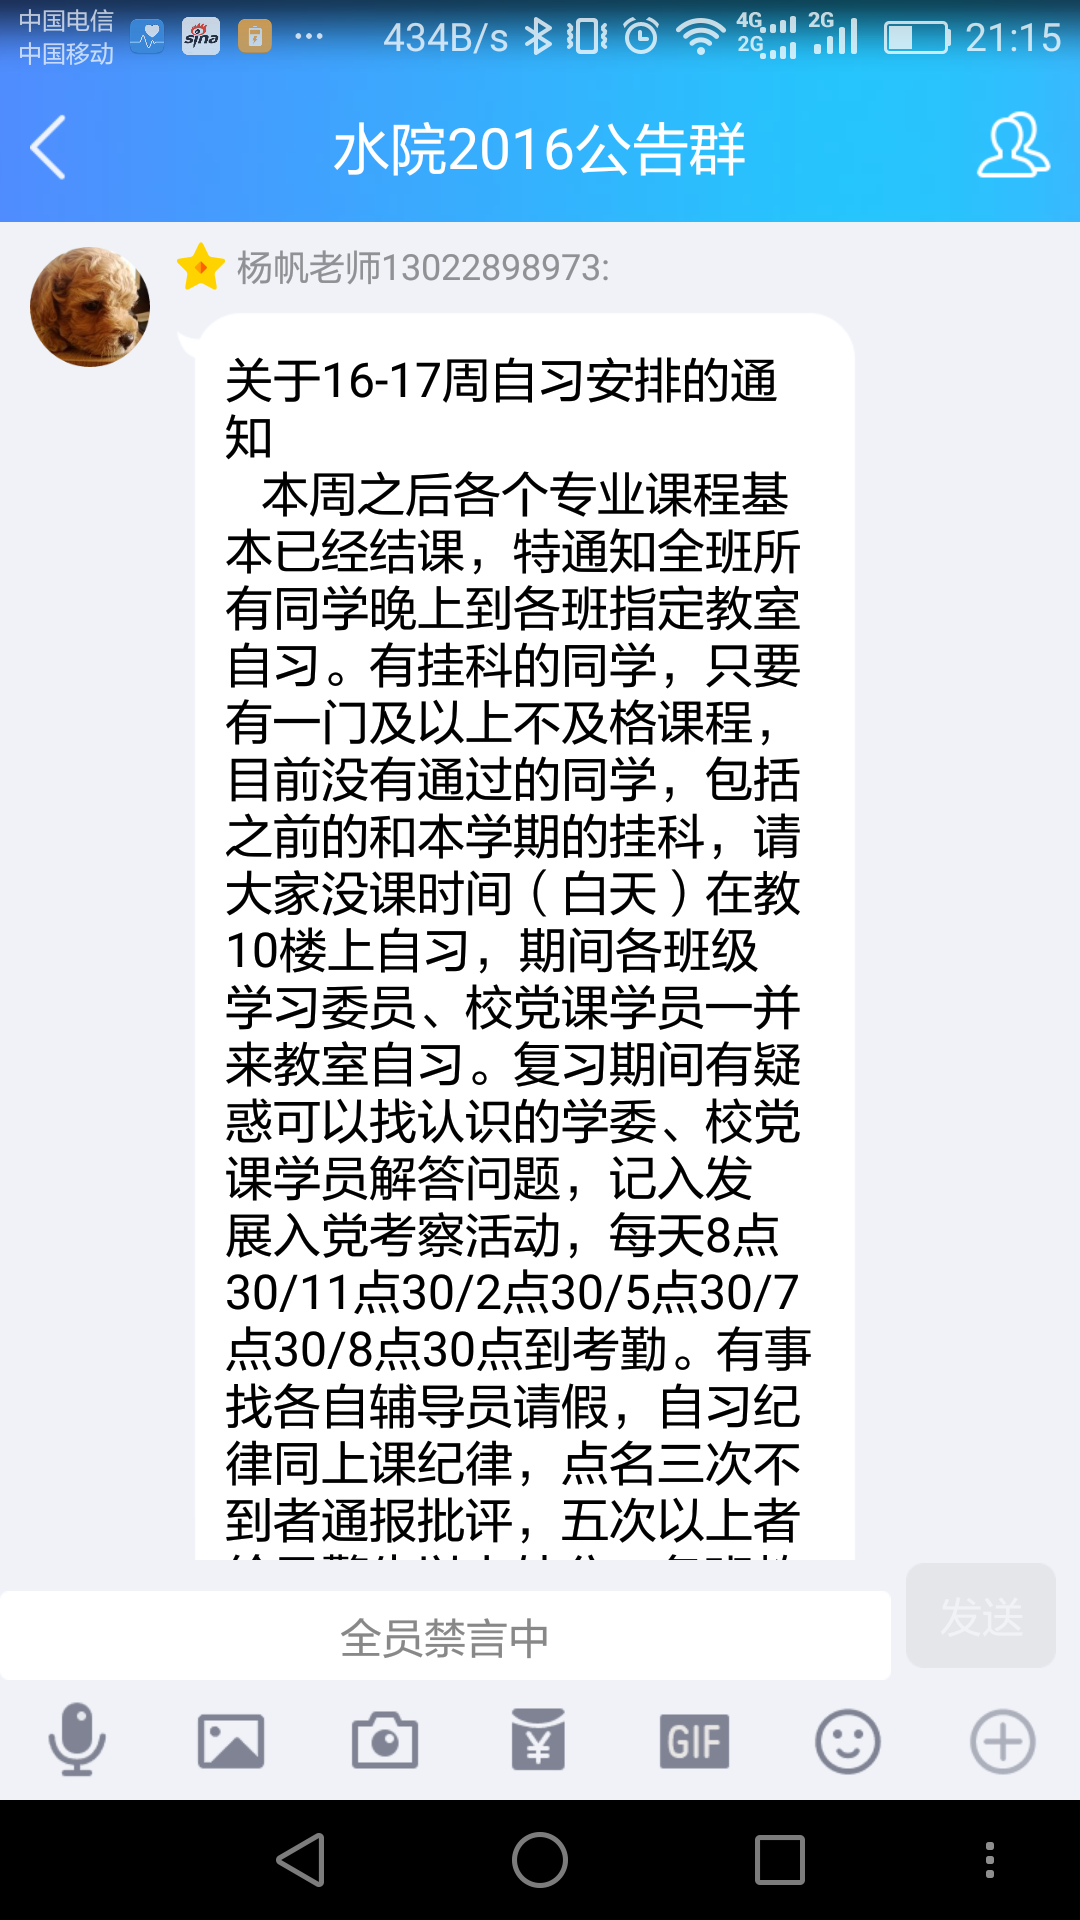 中国电信
中国移动
sina
434B/s
4G
2G
2G
21:15
水院2016公告群
杨帆老师13022898973:
关于16-17周自习安排的通
知
本周之后各个专业课程基
本已经结课，特通知全班所
有同学晚上到各班指定教室
自习。有挂科的同学，只要
有一门及以上不及格课程，
目前没有通过的同学，包括
之前的和本学期的挂科，请
大家没课时间（白天）在教
10楼上自习，期间各班级
学习委员、校党课学员一并
来教室自习。复习期间有疑
惑可以找认识的学委、校党
课学员解答问题，记入发
展入党考察活动，每天8点
30/11点30/2点30/5点30/7
点30/8点30点到考勤。有事
找各自辅导员请假，自习纪
律同上课纪律，点名三次不
到者通报批评，五次以上者
全员禁言中
发送
¥
GIF